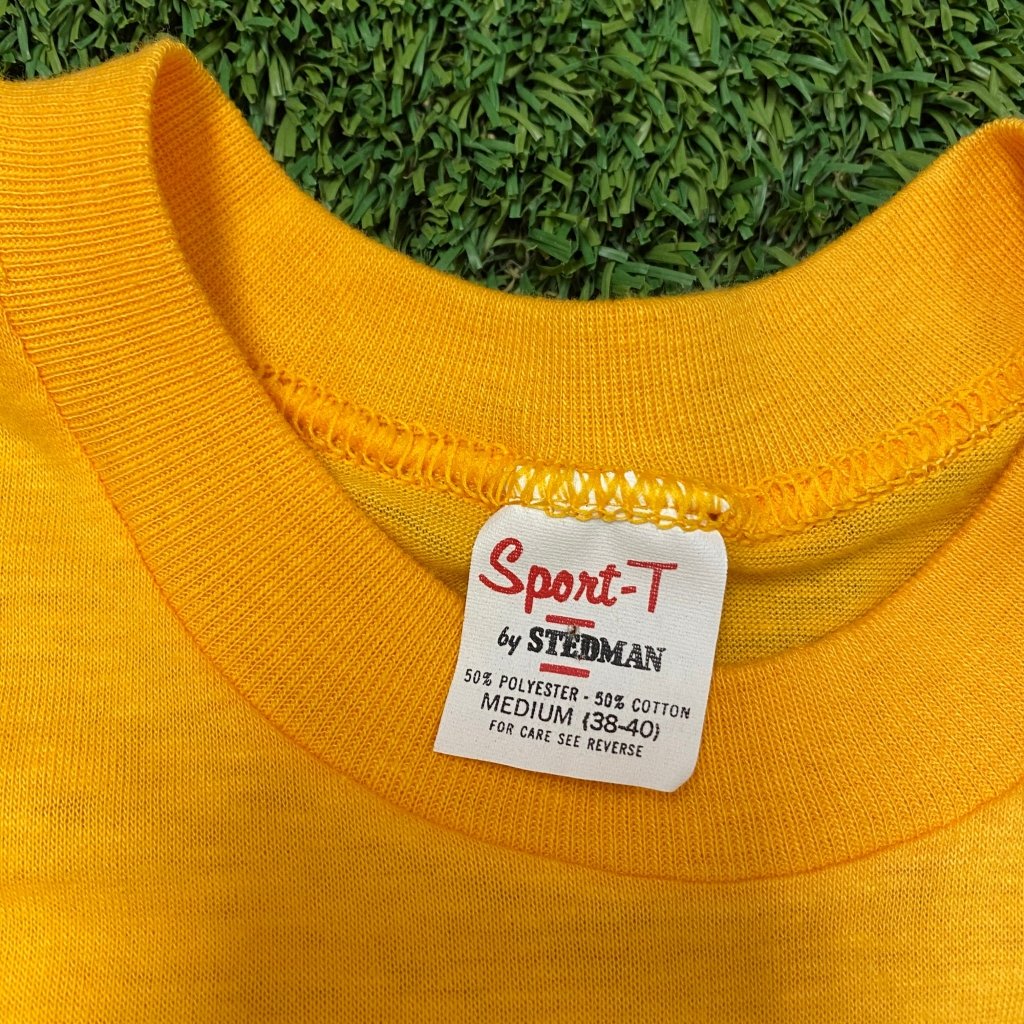 Sport-T
by STEDMAN
50% POLYESTER - 50% COTTON
MEDIUM (38-40)
FOR CARE SEE REVERSE